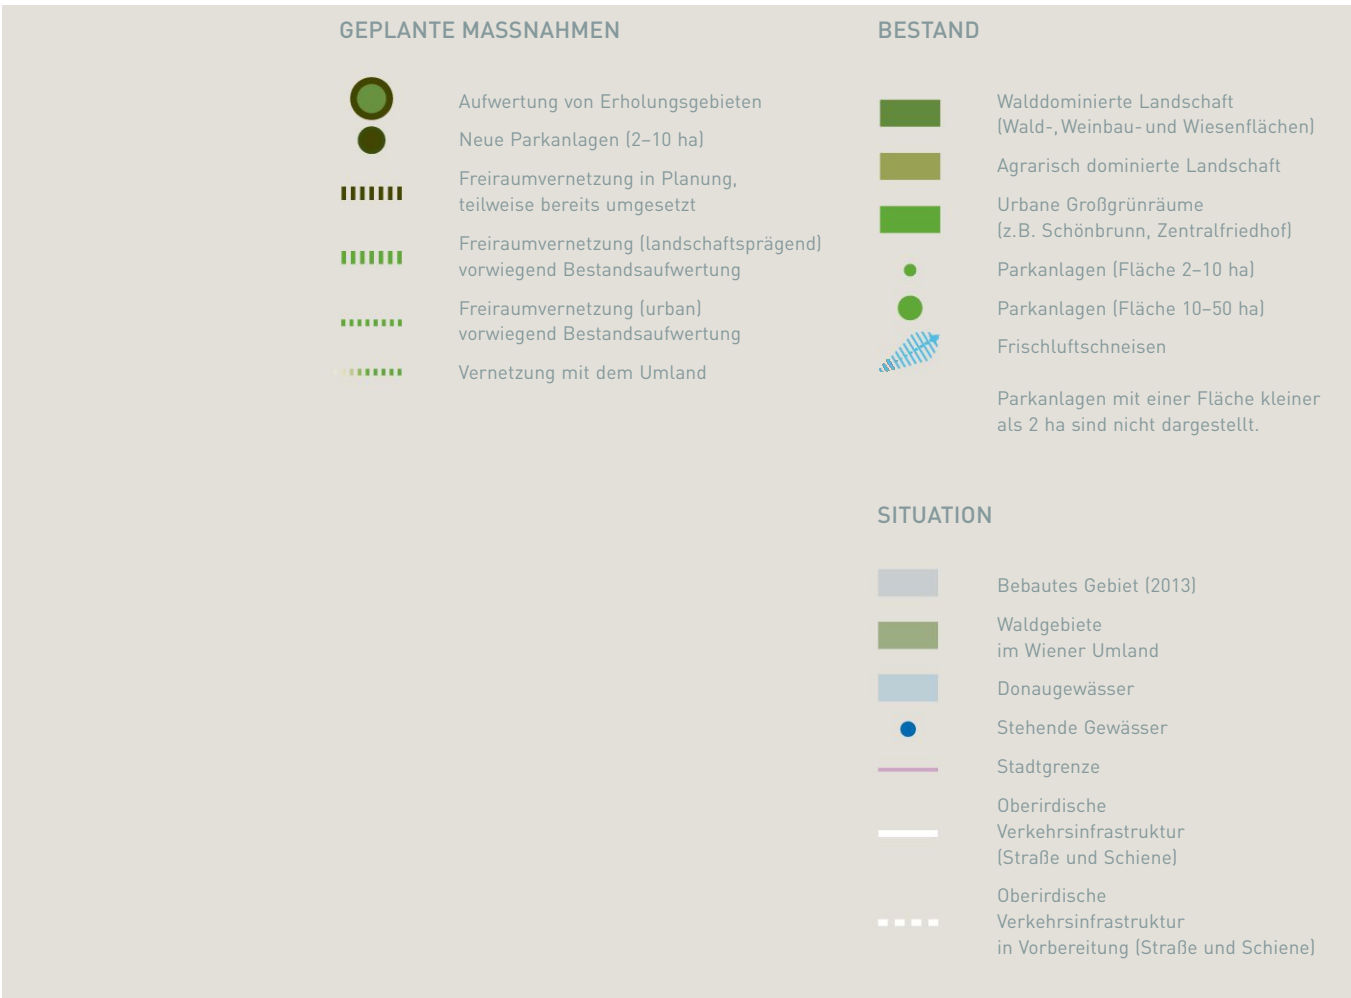 GEPLANTE MASSNAHMEN
Aufwertung von Erholungsgebieten
Neue Parkanlagen (2–10 ha)
Freiraumvernetzung in Planung,
teilweise bereits umgesetzt
Freiraumvernetzung (landschaftsprägend)
vorwiegend Bestandsaufwertung
Freiraumvernetzung (urban)
vorwiegend Bestandsaufwertung
Vernetzung mit dem Umland
BESTAND
Walddominierte Landschaft
(Wald-, Weinbau- und Wiesenflächen)
Agrarisch dominierte Landschaft
Urbane Großgrünräume
(z.B. Schönbrunn, Zentralfriedhof)
Parkanlagen (Fläche 2–10 ha)
Parkanlagen (Fläche 10–50 ha)
Frischluftschneisen
Parkanlagen mit einer Fläche kleiner
als 2 ha sind nicht dargestellt.
SITUATION
Bebautes Gebiet (2013)
Waldgebiete
im Wiener Umland
Donaugewässer
Stehende Gewässer
Stadtgrenze
Oberirdische
Verkehrsinfrastruktur
(Straße und Schiene)
Oberirdische
Verkehrsinfrastruktur
in Vorbereitung (Straße und Schiene)